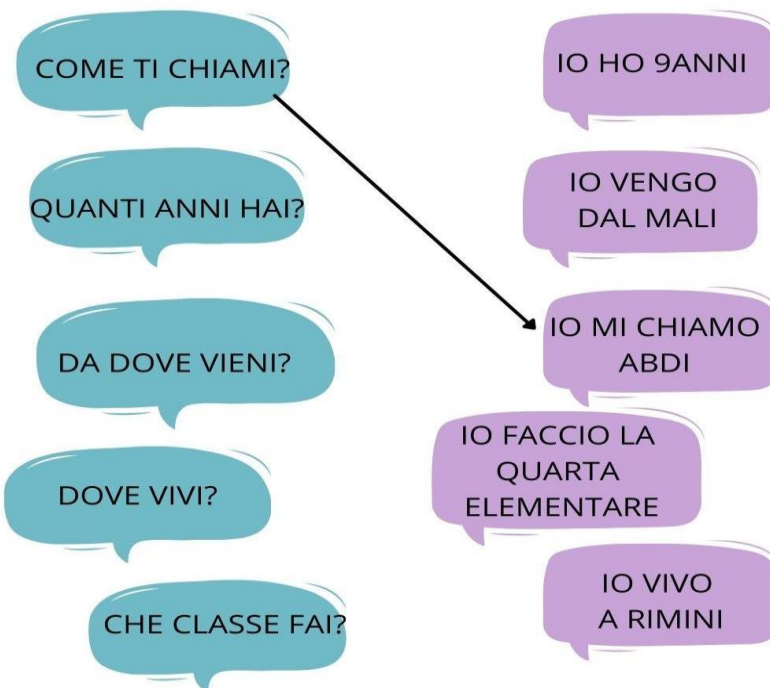 COME TI CHIAMI?
QUANTI ANNI HAI?
DA DOVE VIENI?
DOVE VIVI?
CHE CLASSE FAI?
IO HO 9ANNI
IO VENGO
DAL MALI
IO MI CHIAMO
ABDI
IO FACCIO LA
QUARTA
ELEMENTARE
IO VIVO
A RIMINI